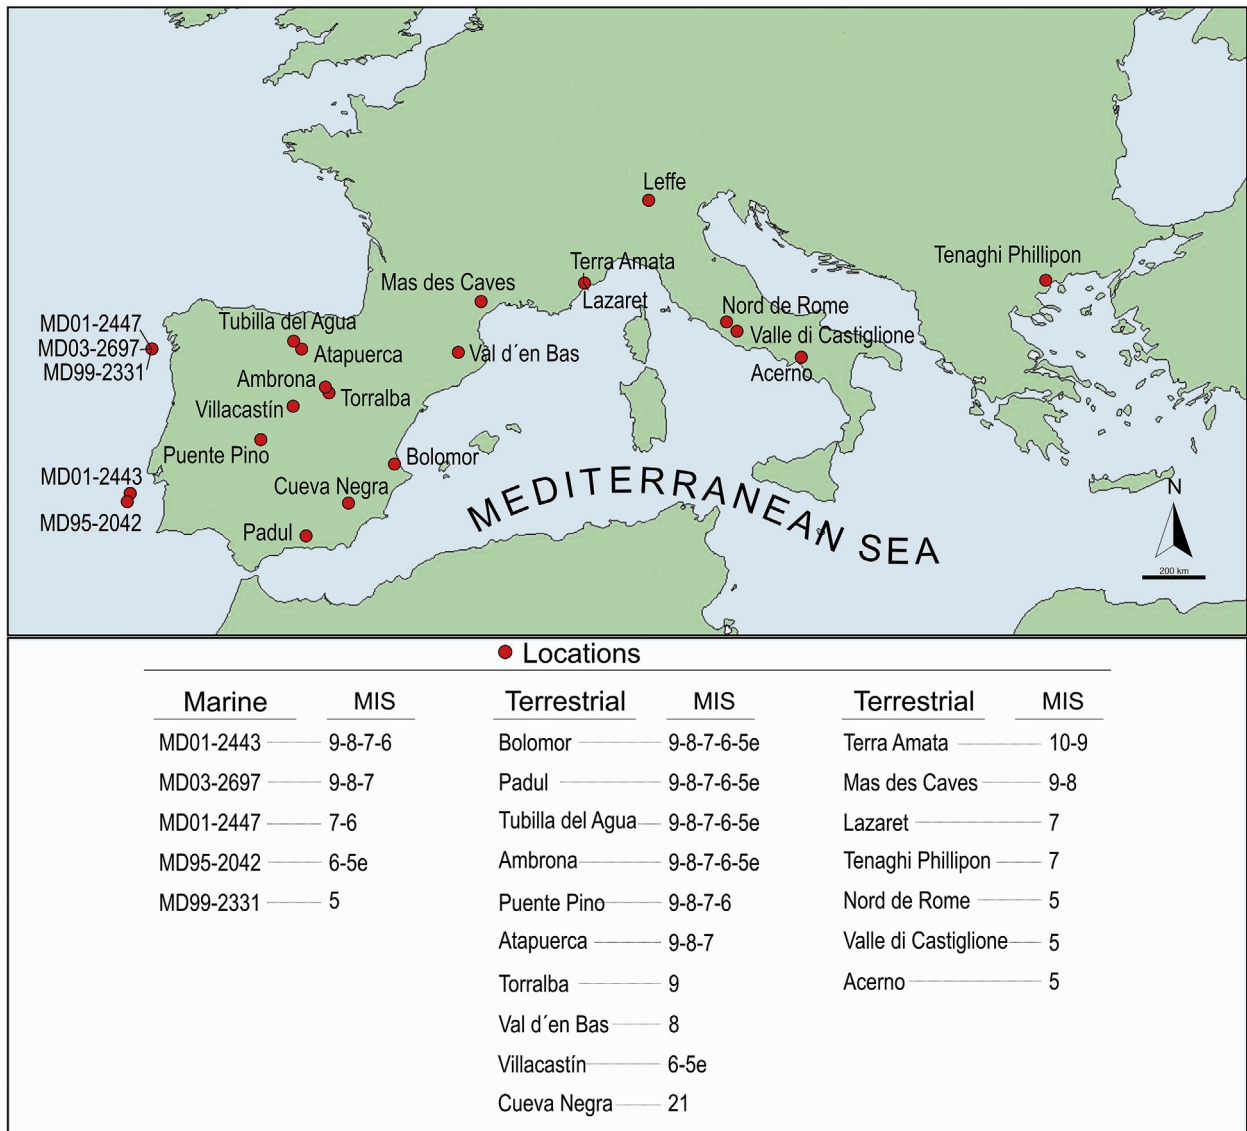 Leffe
Tenaghi Phillipon
Terra Amata
Mas des Caves
Lazaret
Nord de Rome
MD01-2447
Tubilla del Agua
Valle di Castiglione
MD03-2697
Atapuerca
Val d´en Bas
MD99-2331
Acerno
Ambrona
Torralba
Villacastín
Puente Pino
Bolomor
MD01-2443
Cueva Negra
MEDITERRANEAN SEA
N
MD95-2042
Padul
200 km
Locations
Marine MIS Terrestrial MIS Terrestrial MIS
MD01-2443 9-8-7-6 Bolomor 9-8-7-6-5e Terra Amata 10-9
MD03-2697 9-8-7 Padul 9-8-7-6-5e Mas des Caves 9-8
MD01-2447 7-6 Tubilla del Agua 9-8-7-6-5e Lazaret 7
MD95-2042 6-5e Ambrona 9-8-7-6-5e Tenaghi Phillipon 7
MD99-2331 5 Puente Pino 9-8-7-6 Nord de Rome 5
Atapuerca 9-8-7 Valle di Castiglione 5
Torralba 9 Acerno 5
Val d´en Bas 8
Villacastín 6-5e
Cueva Negra 21